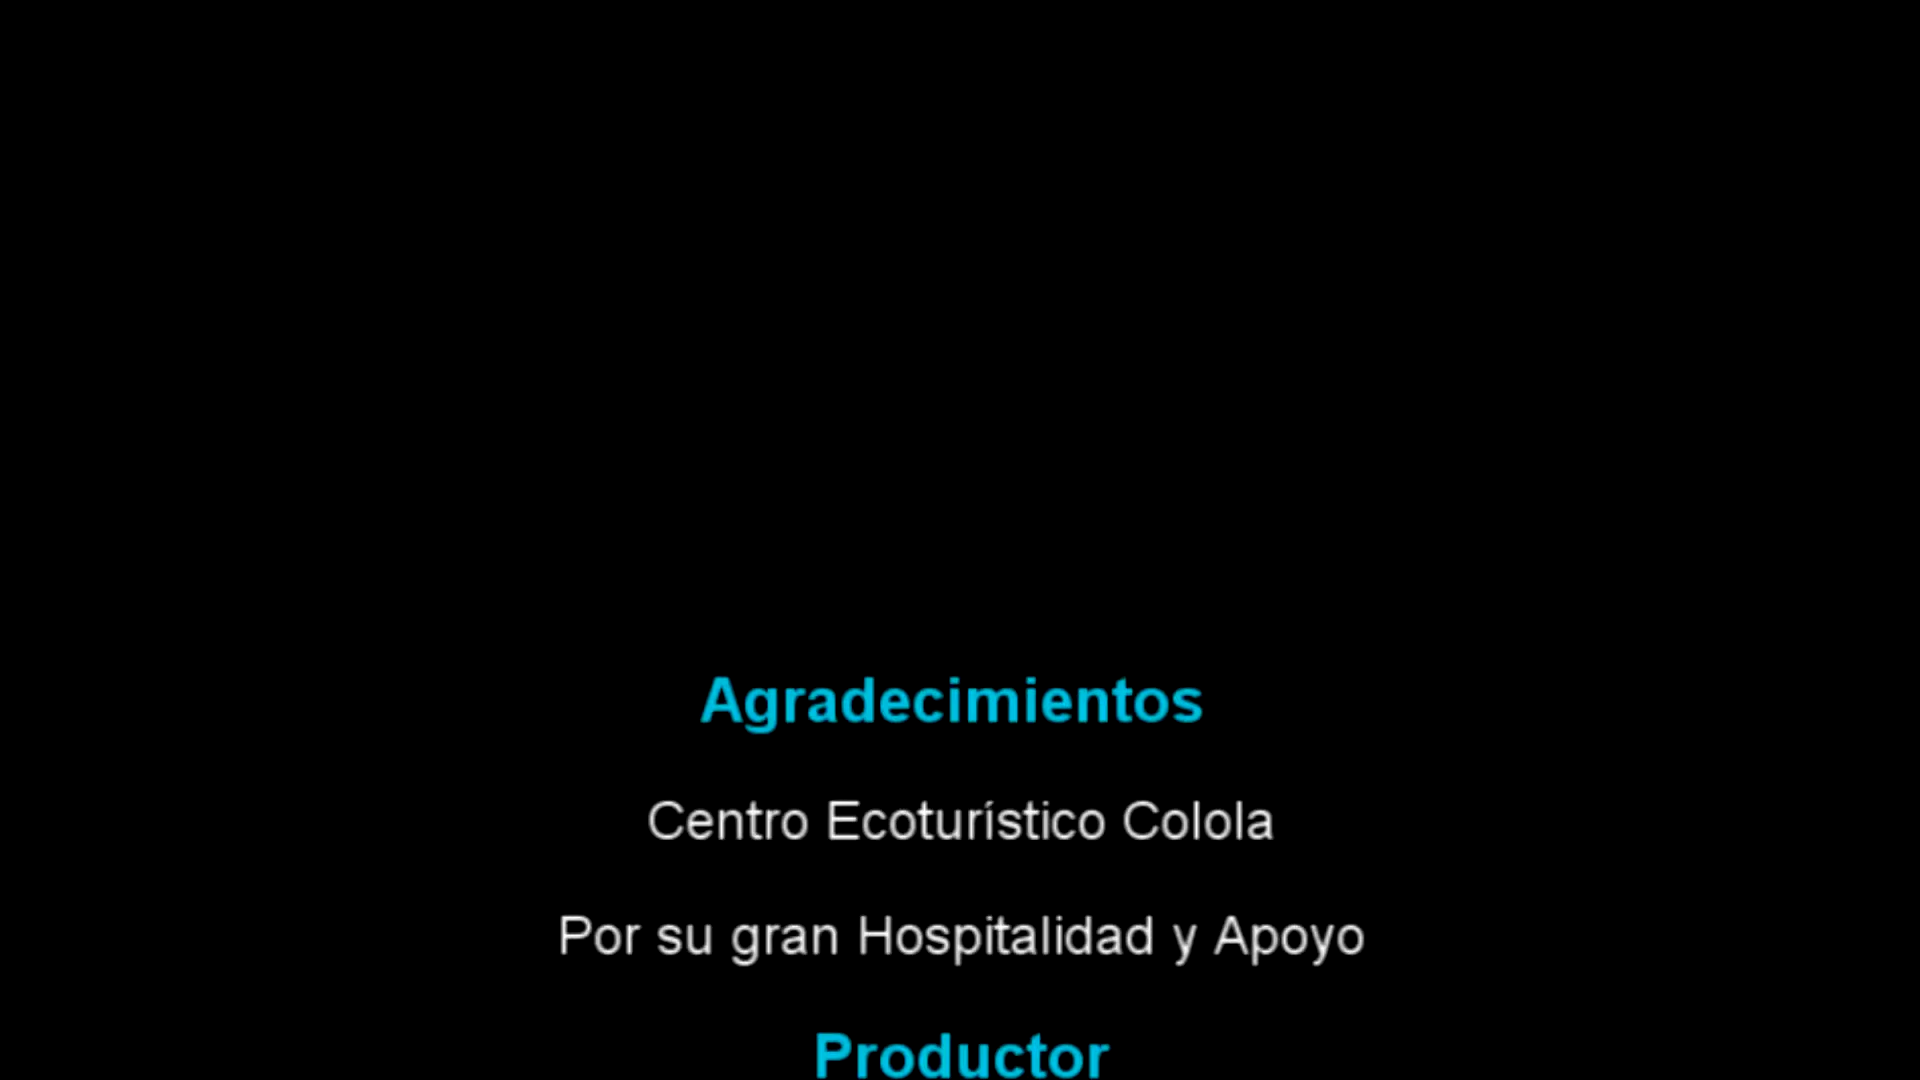 Agradecimientos
Centro Ecoturístico Colola
Por su gran Hospitalidad y Apoyo
Productor